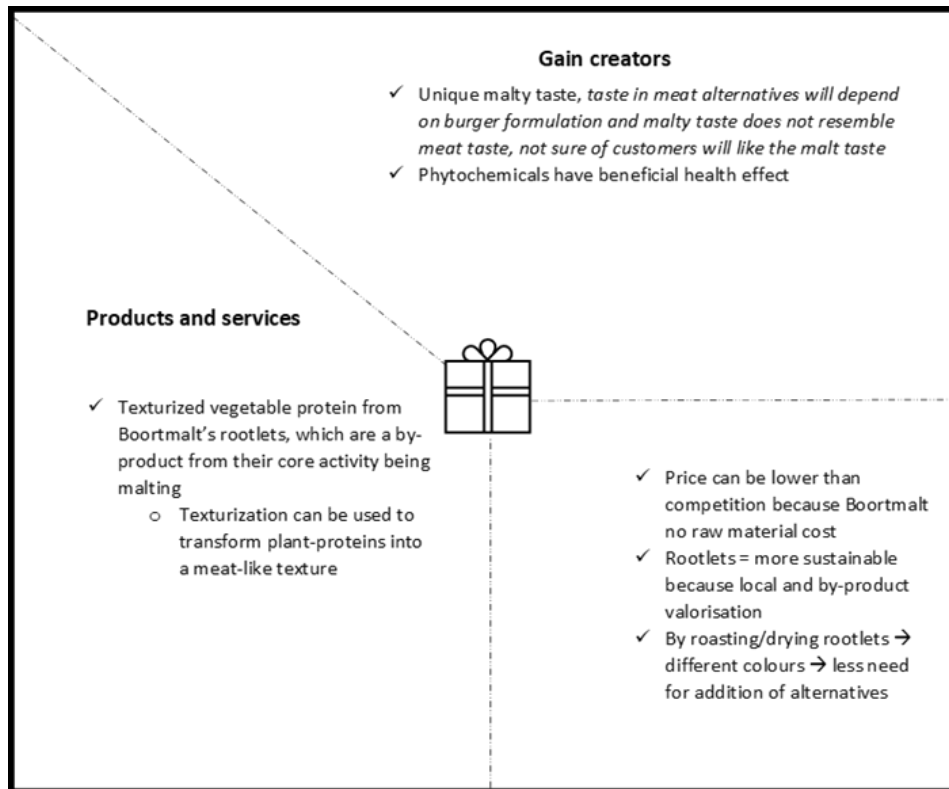 Gain creators
✓ Unique malty taste, taste in meat alternatives will depend
on burger formulation and malty taste does not resemble
meat taste, not sure of customers will like the malt taste
✓ Phytochemicals have beneficial health effect
Products and services
✓ Texturized vegetable protein from
Boortmalt's rootlets, which are a by-
product from their core activity being
malting
o Texturization can be used to
transform plant-proteins into
a meat-like texture
✓ Price can be lower than
competition because Boortmalt
no raw material cost
✓ Rootlets = more sustainable
because local and by-product
valorisation
✓ By roasting/drying rootlets →
different colours → less need
for addition of alternatives